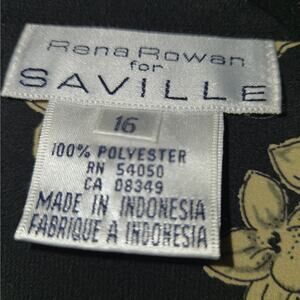 Rena Rowan
for
SAVILLE
16
100% POLYESTER
RN 54050
CA 08349
MADE IN INDONESIA
FABRIQUE À INDONESIA